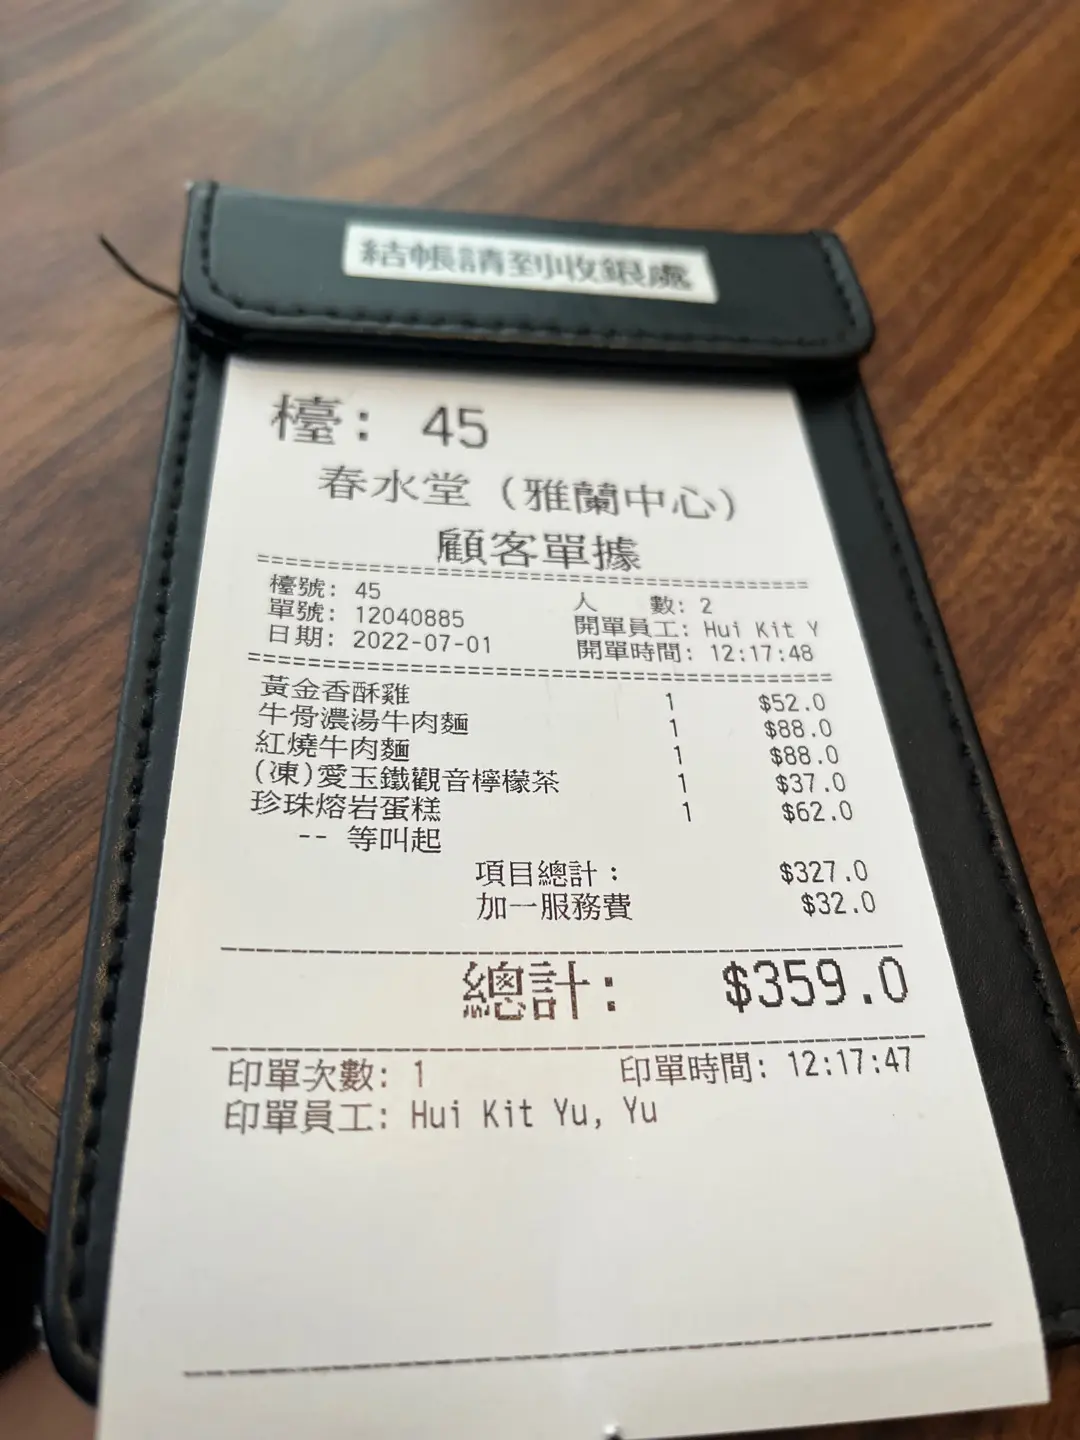 結帳請到收銀處
檯: 45
春水堂 (雅蘭中心)
顧客單據
檯號: 45 人 數: 2
單號: 12040885 開單員工: Hui Kit Y
日期: 2022-07-01 開單時間: 12:17:48
黃金香酥雞 1 $52.0
牛骨濃湯牛肉麵 1 $88.0
紅燒牛肉麵 1 $88.0
(凍)愛玉鐵觀音檸檬茶 1 $37.0
珍珠熔岩蛋糕 1 $62.0
-- 等叫起
項目總計: $327.0
加一服務費 $32.0
總計: $359.0
印單次數: 1 印單時間: 12:17:47
印單員工: Hui Kit Yu, Yu